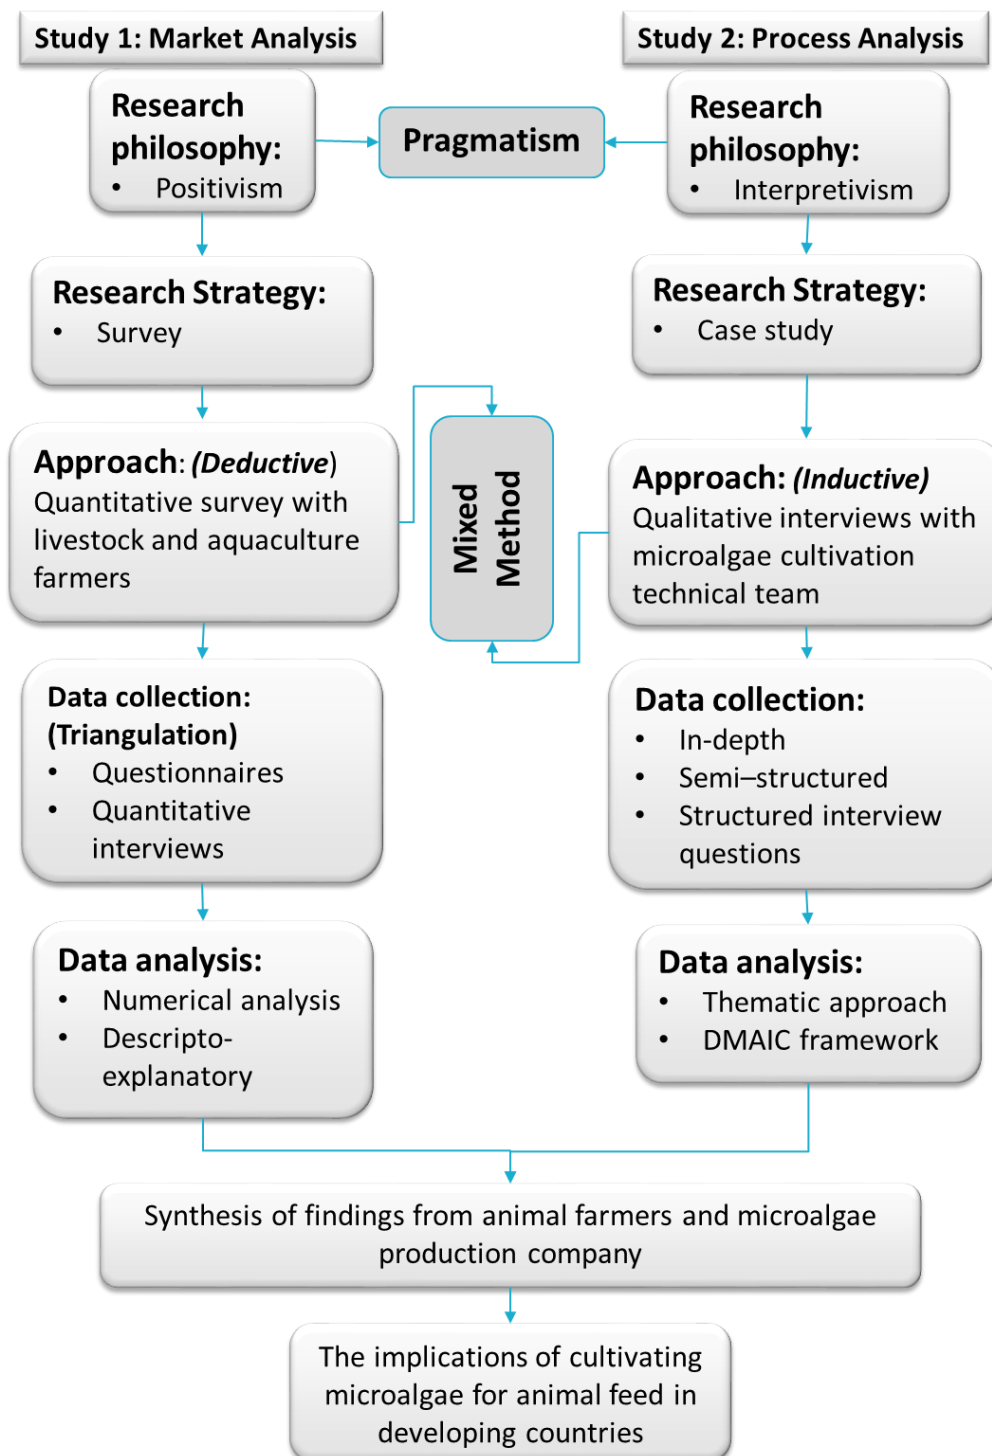 Study 1: Market Analysis
Study 2: Process Analysis
Research
philosophy:
• Positivism
Pragmatism
Research
philosophy:
• Interpretivism
Research Strategy:
• Survey
Research Strategy:
• Case study
Approach: (Deductive)
Quantitative survey with
livestock and aquaculture
farmers
Mixed
Method
Approach: (Inductive)
Qualitative interviews with
microalgae cultivation
technical team
Data collection:
(Triangulation)
• Questionnaires
• Quantitative
interviews
Data collection:
• In-depth
• Semi–structured
• Structured interview
questions
Data analysis:
• Numerical analysis
• Descripto-
explanatory
Data analysis:
• Thematic approach
• DMAIC framework
Synthesis of findings from animal farmers and microalgae
production company
The implications of cultivating
microalgae for animal feed in
developing countries